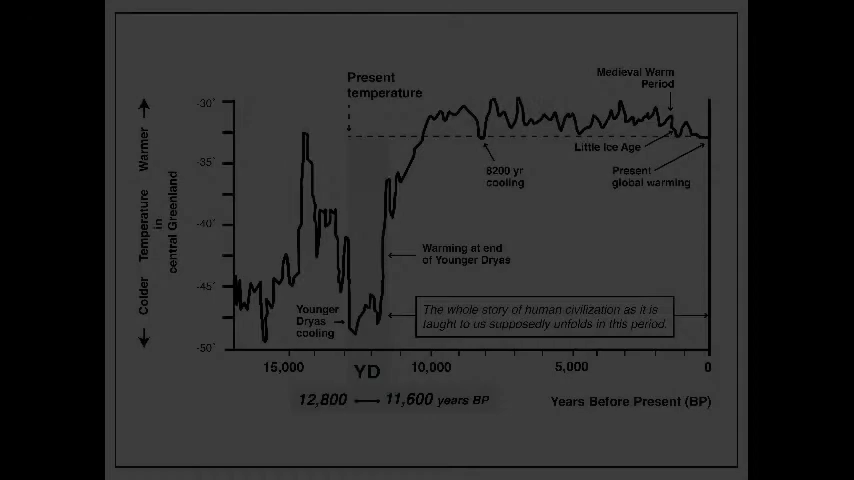 Present
temperature
Medieval Warm
Period
Warmer
Temperature
in
central Greenland
Colder
-30°
-35°
-40°
-45°
-50°
Little Ice Age
8200 yr
cooling
Present
global warming
Warming at end
of Younger Dryas
Younger
Dryas
cooling
The whole story of human civilization as it is
taught to us supposedly unfolds in this period.
15,000
YD
10,000
5,000
0
12,800
11,600 years BP
Years Before Present (BP)